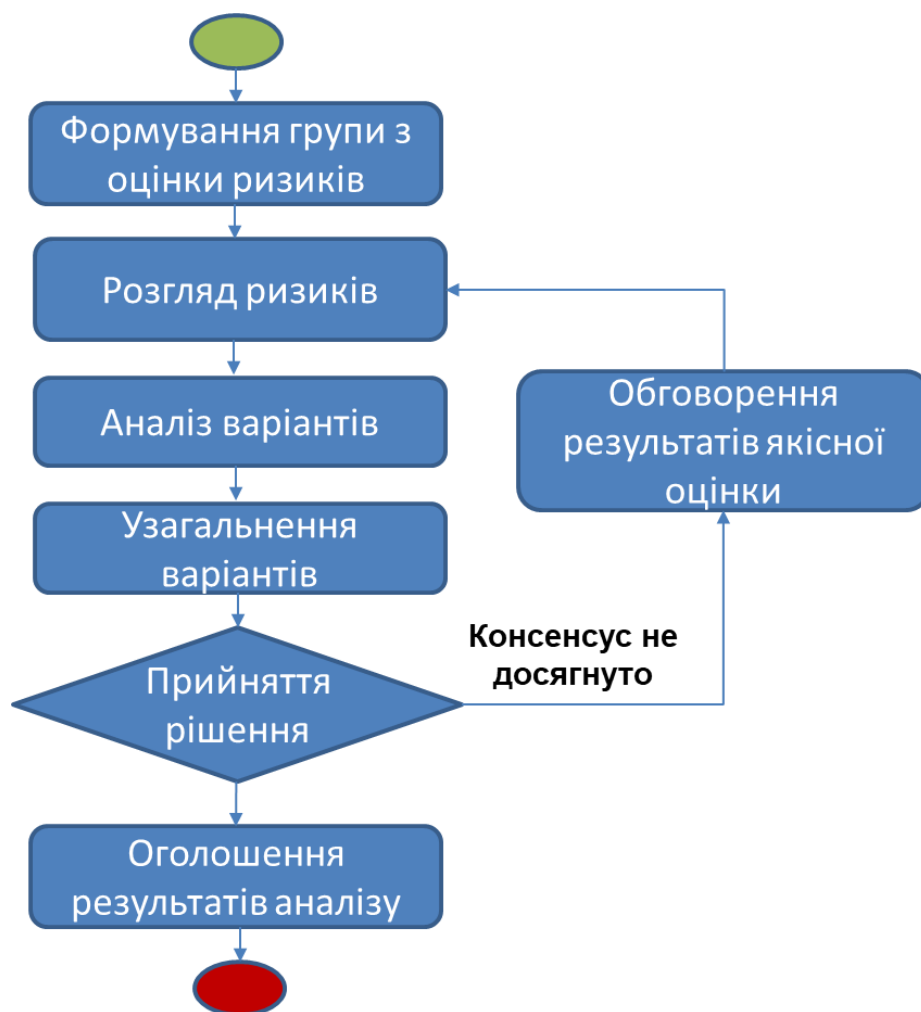 Формування групи з
оцінки ризиків
Розгляд ризиків
Аналіз варіантів
Обговорення
результатів якісної
оцінки
Узагальнення
варіантів
Консенсус не
досягнуто
Прийняття
рішення
Оголошення
результатів аналізу